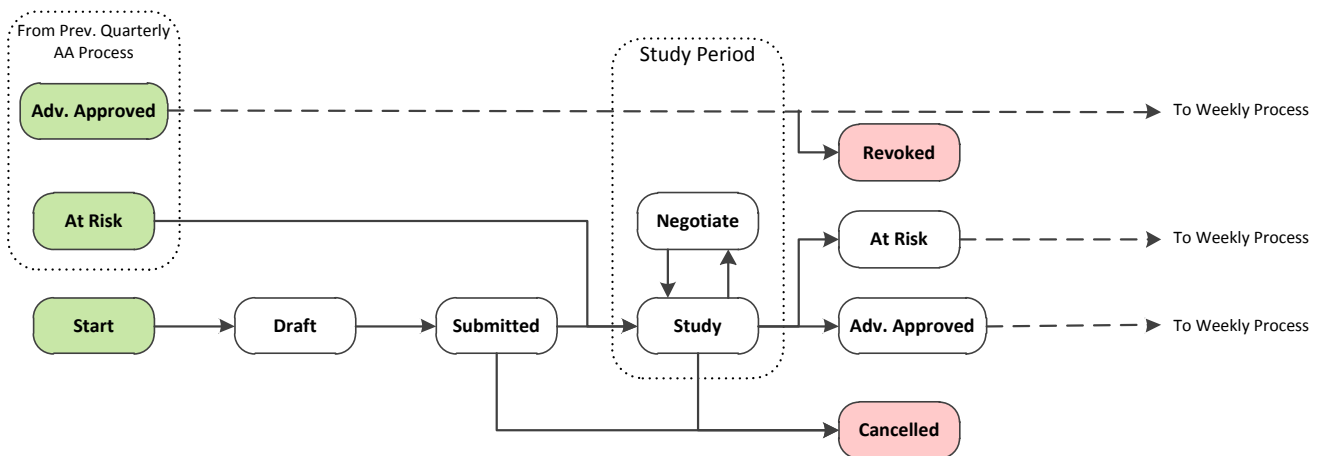 From Prev. Quarterly
AA Process
Study Period
Adv. Approved
To Weekly Process
Revoked
At Risk
Negotiate
At Risk
To Weekly Process
Start
Draft
Submitted
Study
Adv. Approved
To Weekly Process
Cancelled